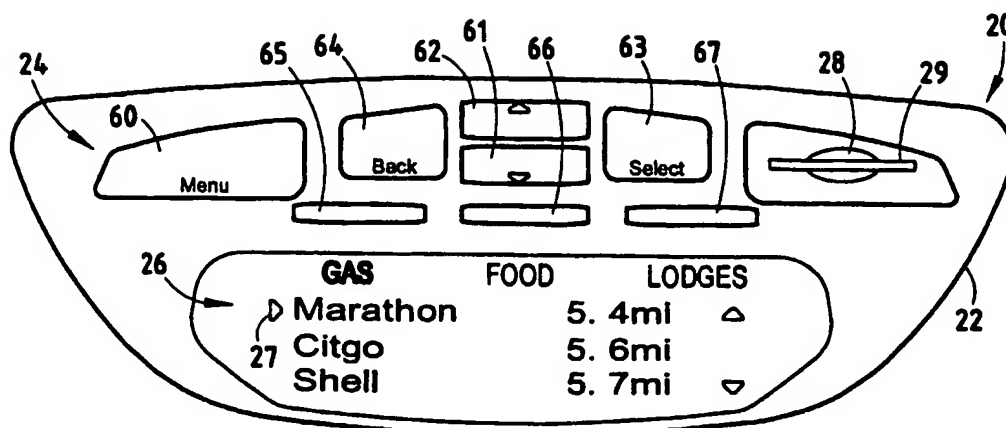 20
61
64 62 66 63 67
65 28
24 29
60
Back Select
Menu
26 GAS FOOD LODGES
Marathon 5. 4mi
22
27 Citgo 5. 6mi
Shell 5. 7mi